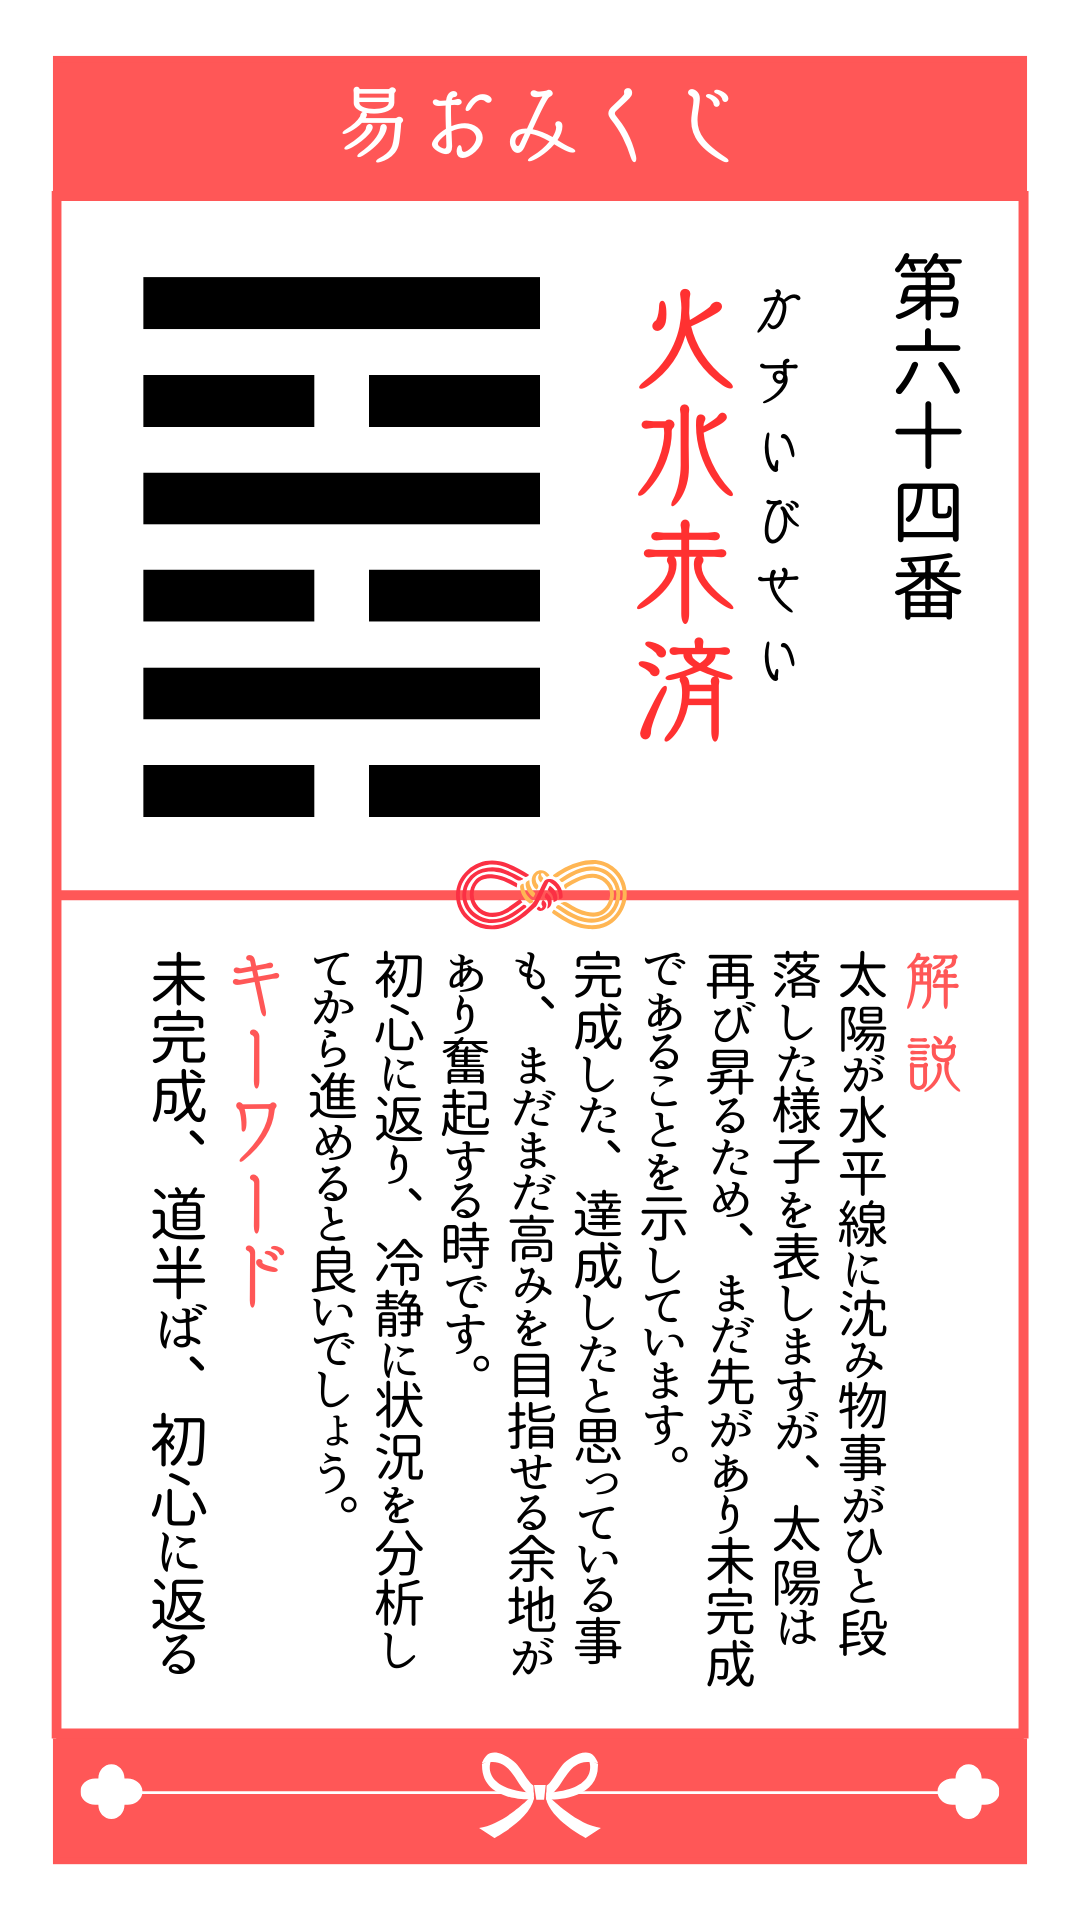 易おみくじ
第六十四番
かすいびせい
火水未済
解説
太陽が水平線に沈み物事がひと段
落した様子を表しますが、太陽は
再び昇るため、まだ先があり未完成
であることを示しています。
完成した、達成したと思っている事
も、まだまだ高みを目指せる余地が
あり奮起する時です。
初心に返り、冷静に状況を分析し
てから進めると良いでしょう。
キーワード
未完成、道半ば、初心に返る